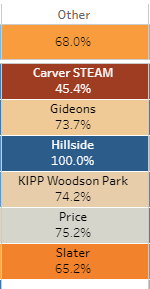 Other
68.0%
Carver STEAM
45.4%
Gideons
73.7%
Hillside
100.0%
KIPP Woodson Park
74.2%
Price
75.2%
Slater
65.2%